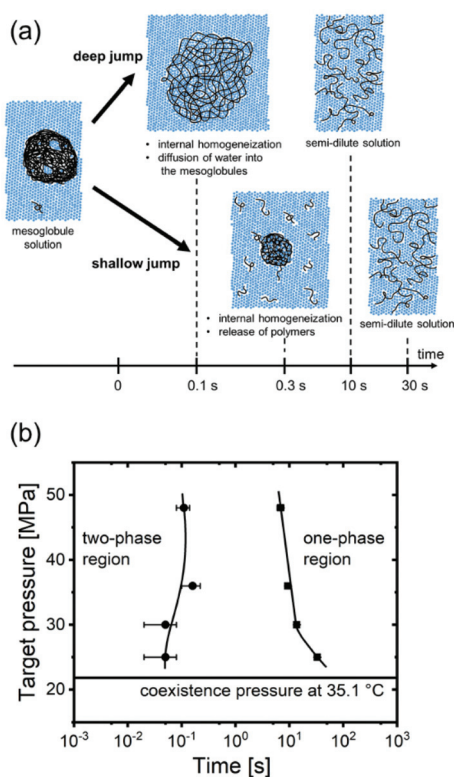 (a)
deep jump
• internal homogeneization
• diffusion of water into
the mesoglobules
semi-dilute solution
mesoglobule
solution
shallow jump
• internal homogeneization
• release of polymers
semi-dilute solution
time
0
0.1 s
0.3 s
10 s
30 s
(b)
Target pressure [MPa]
50
40
30
20
two-phase
region
one-phase
region
coexistence pressure at 35.1 °C
10⁻³ 10⁻² 10⁻¹ 10⁰ 10¹ 10² 10³
Time [s]